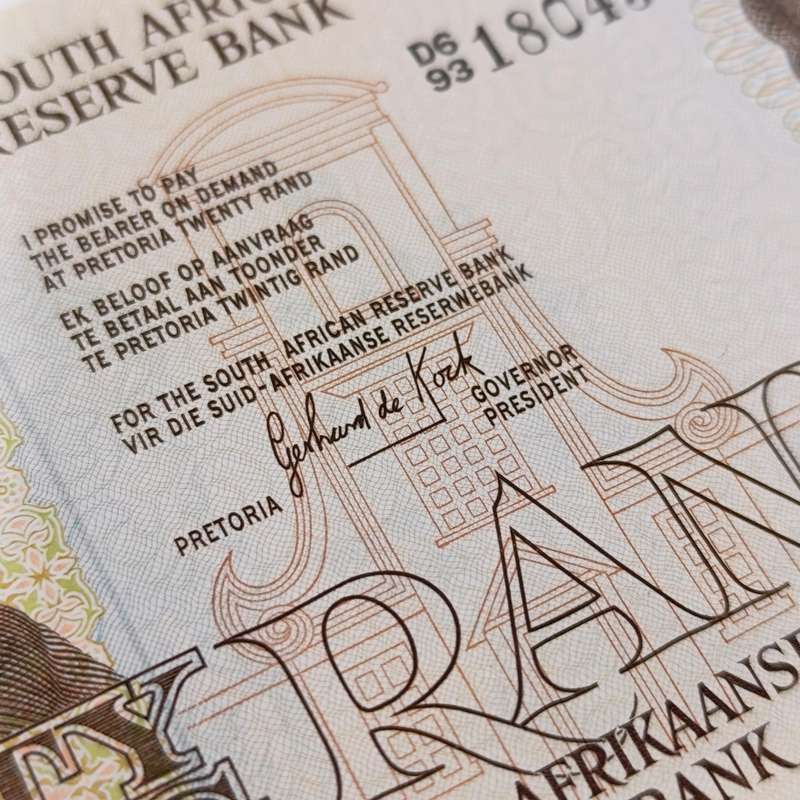 SOUTH AFRI
RESERVE BANK
D6
93 1804
I PROMISE TO PAY
THE BEARER ON DEMAND
AT PRETORIA TWENTY RAND
EK BELOOF OP AANVRAAG
TE BETAAL AAN TOONDER
TE PRETORIA TWINTIG RAND
FOR THE SOUTH AFRICAN RESERVE BANK
VIR DIE SUID-AFRIKAANSE RESERWEBANK
Gerhard de Kock
GOVERNOR
PRESIDENT
PRETORIA
TY RAN
AFRIKAANSE
BANK